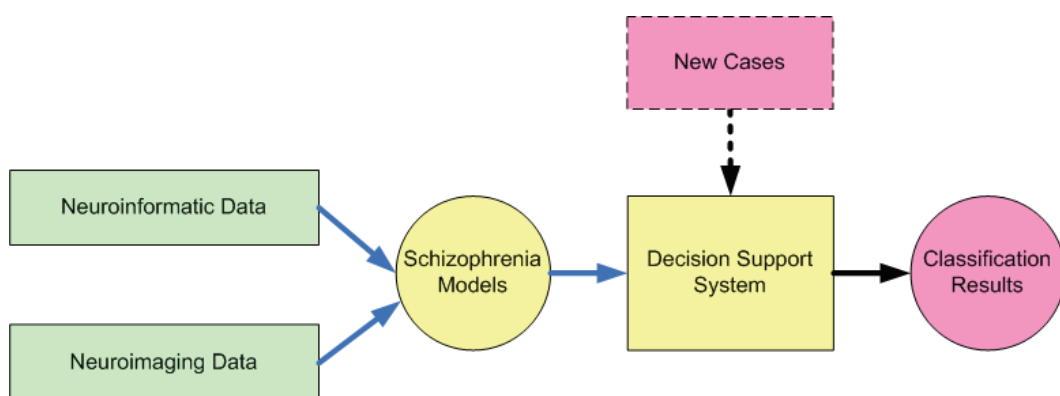 New Cases
Neuroinformatic Data
Schizophrenia
Models
Decision Support
System
Classification
Results
Neuroimaging Data